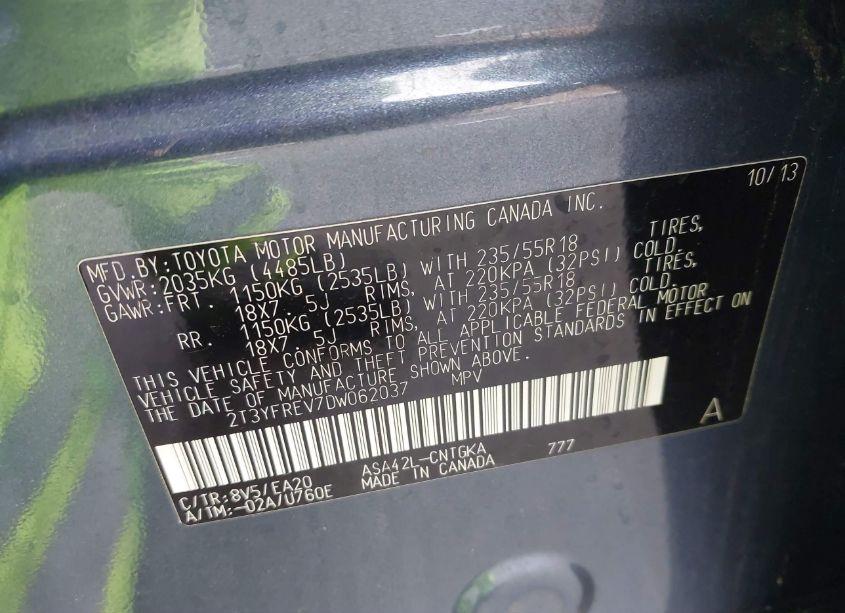 10/13
MFD.BY:TOYOTA MOTOR MANUFACTURING CANADA INC.
GVWR:2035KG (4485LB)
GAWR:FRT 1150KG (2535LB) WITH 235/55R18 TIRES,
18X7.5J RIMS, AT 220KPA (32PSI) COLD.
RR. 1150KG (2535LB) WITH 235/55R18 TIRES,
18X7.5J RIMS, AT 220KPA (32PSI) COLD.
THIS VEHICLE CONFORMS TO ALL APPLICABLE FEDERAL MOTOR
VEHICLE SAFETY AND THEFT PREVENTION STANDARDS IN EFFECT ON
THE DATE OF MANUFACTURE SHOWN ABOVE.
2T3YFREV7DW062037 MPV
A
C/TR:8V5/EA20 ASA42L-CNTGKA 777
A/TM:-02A/U760E MADE IN CANADA